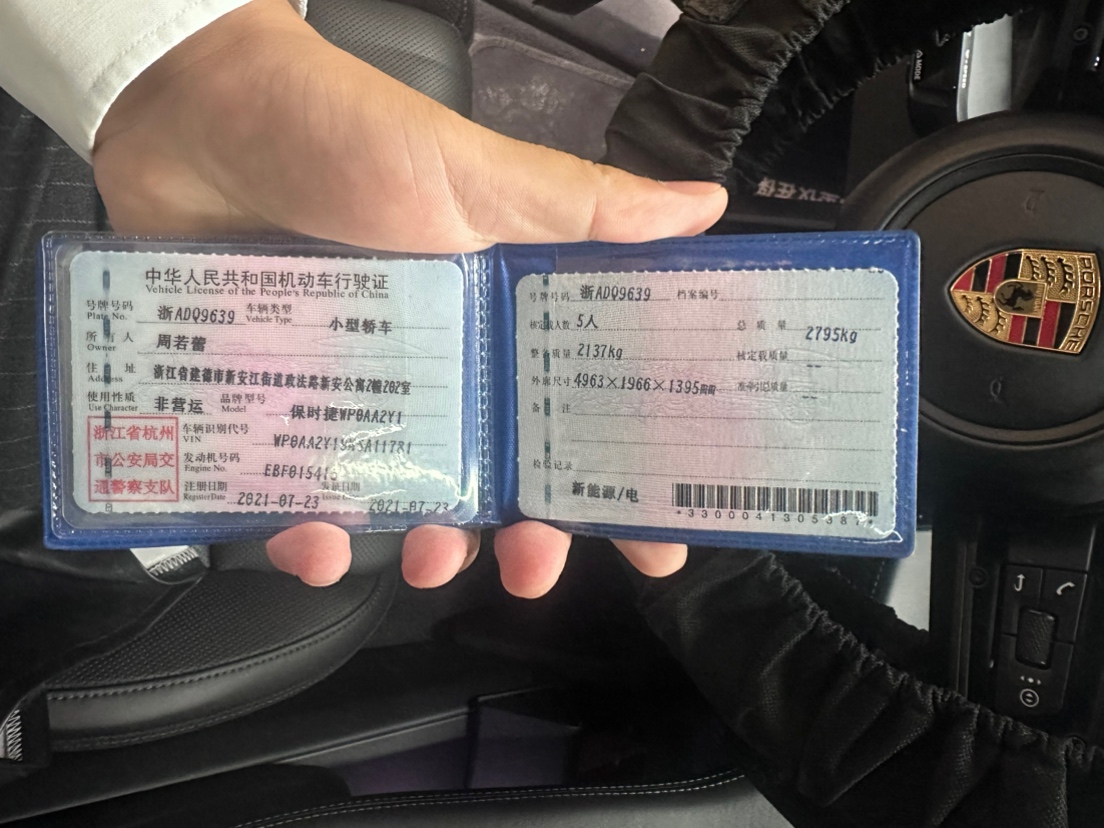 中华人民共和国机动车行驶证
Vehicle License of the People's Republic of China
号牌号码 浙ADQ9639 车辆类型 小型轿车
Plate No. Vehicle Type
所有人 周若蕾
Owner
住址 浙江省建德市新安江街道政法路新安公寓2幢202室
Address
使用性质 非营运 品牌型号 保时捷WP0AA2Y1
Use Character Model
浙江省杭州
市公安局交
通警察支队
车辆识别代号
VIN
发动机号码
Engine No.
注册日期 2021-07-23 发证日期 2021-07-23
Register Date Issue
号牌号码 浙ADQ9639 档案编号
核定载人数 5人 总质量 2795kg
整备质量 2137kg 核定载质量 --
外廓尺寸 4963×1966×1395mm 准牵引总质量 --
备注
检验记录
新能源/电
PORSCHE
MODE